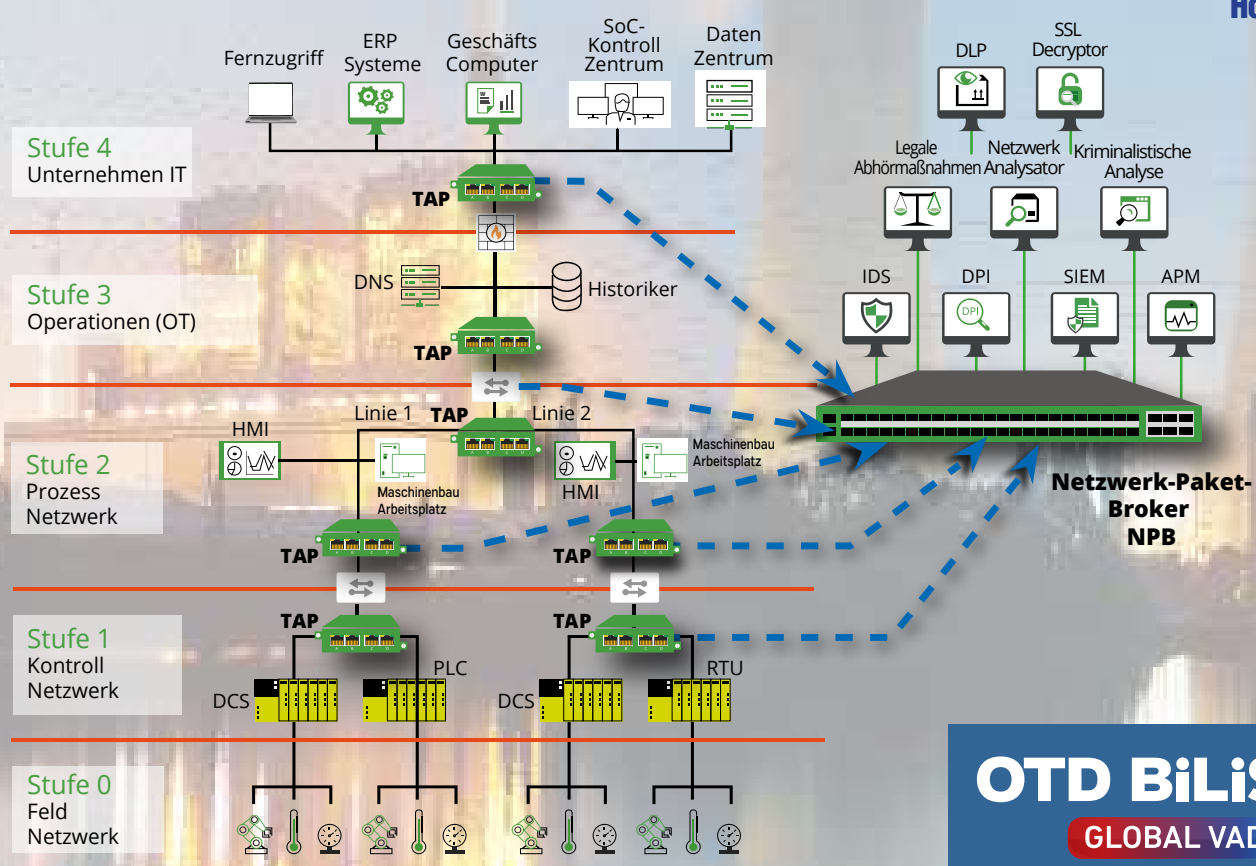 Fernzugriff
ERP
Systeme
Geschäfts
Computer
SoC-
Kontroll
Zentrum
Daten
Zentrum
Stufe 4
Unternehmen IT
TAP
Stufe 3
Operationen (OT)
DNS
Historiker
TAP
Stufe 2
Prozess
Netzwerk
HMI
Linie 1
TAP
Linie 2
Maschinenbau
Arbeitsplatz
HMI
Maschinenbau
Arbeitsplatz
TAP
TAP
Stufe 1
Kontroll
Netzwerk
TAP
TAP
DCS
PLC
DCS
RTU
Stufe 0
Feld
Netzwerk
DLP
SSL
Decryptor
Legale
Abhörmaßnahmen
Netzwerk
Analysator
Kriminalistische
Analyse
IDS
DPI
DPI
SIEM
APM
Netzwerk-Paket-
Broker
NPB
OTD BiLiS
GLOBAL VAD